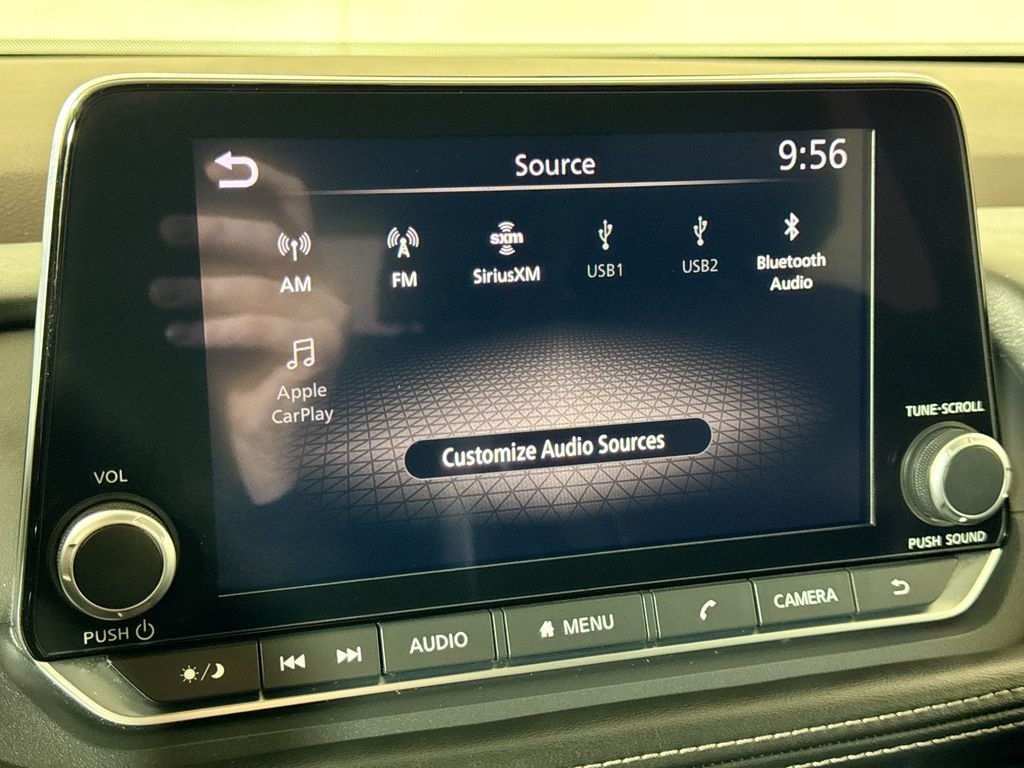 Source
9:56
AM
FM
sxm
SiriusXM
USB1
USB2
Bluetooth
Audio
Apple
CarPlay
Customize Audio Sources
VOL
PUSH
TUNE·SCROLL
PUSH SOUND
AUDIO
MENU
CAMERA